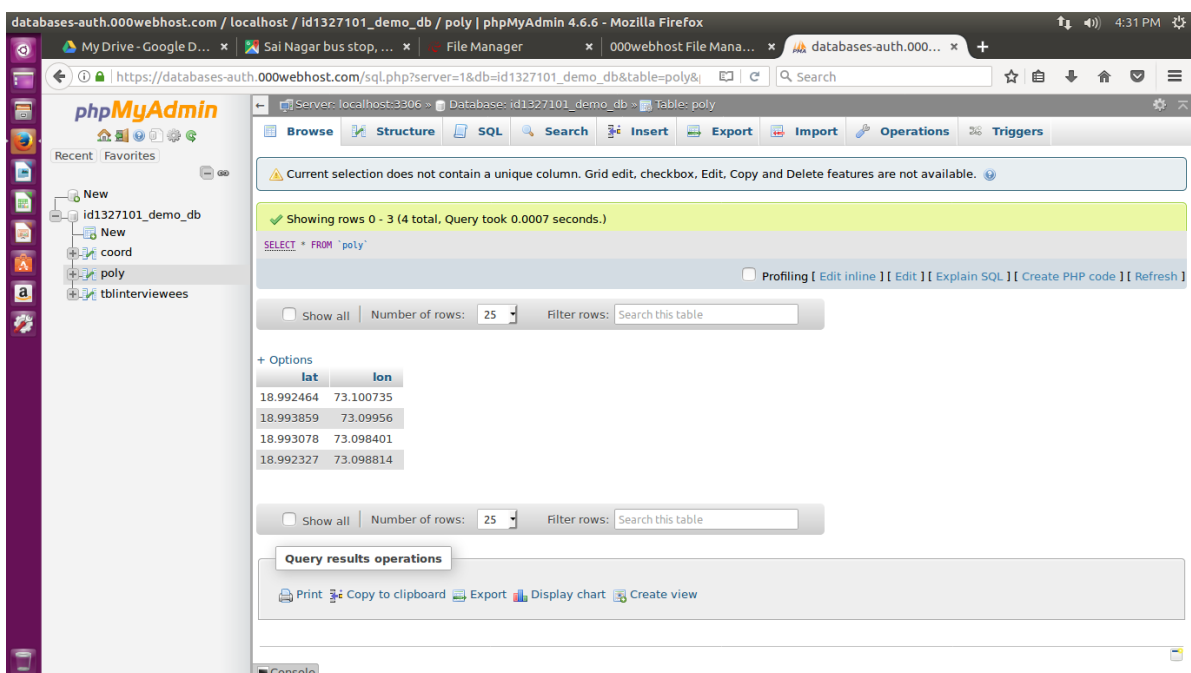 databases-auth.000webhost.com / localhost / id1327101_demo_db / poly | phpMyAdmin 4.6.6 - Mozilla Firefox 4:31 PM
My Drive - Google D... × Sai Nagar bus stop, ... × File Manager × 000webhost File Mana... × databases-auth.000... × +
https://databases-auth.000webhost.com/sql.php?server=1&db=id1327101_demo_db&table=poly& Search
phpMyAdmin
Recent Favorites
New
id1327101_demo_db
New
coord
poly
tblinterviewees
Server: localhost:3306 » Database: id1327101_demo_db » Table: poly
Browse Structure SQL Search Insert Export Import Operations Triggers
Current selection does not contain a unique column. Grid edit, checkbox, Edit, Copy and Delete features are not available.
Showing rows 0 - 3 (4 total, Query took 0.0007 seconds.)
SELECT * FROM `poly`
Profiling [ Edit inline ] [ Edit ] [ Explain SQL ] [ Create PHP code ] [ Refresh ]
Show all Number of rows: 25 Filter rows: Search this table
+ Options
lat lon
18.992464 73.100735
18.993859 73.09956
18.993078 73.098401
18.992327 73.098814
Show all Number of rows: 25 Filter rows: Search this table
Query results operations
Print Copy to clipboard Export Display chart Create view
Console